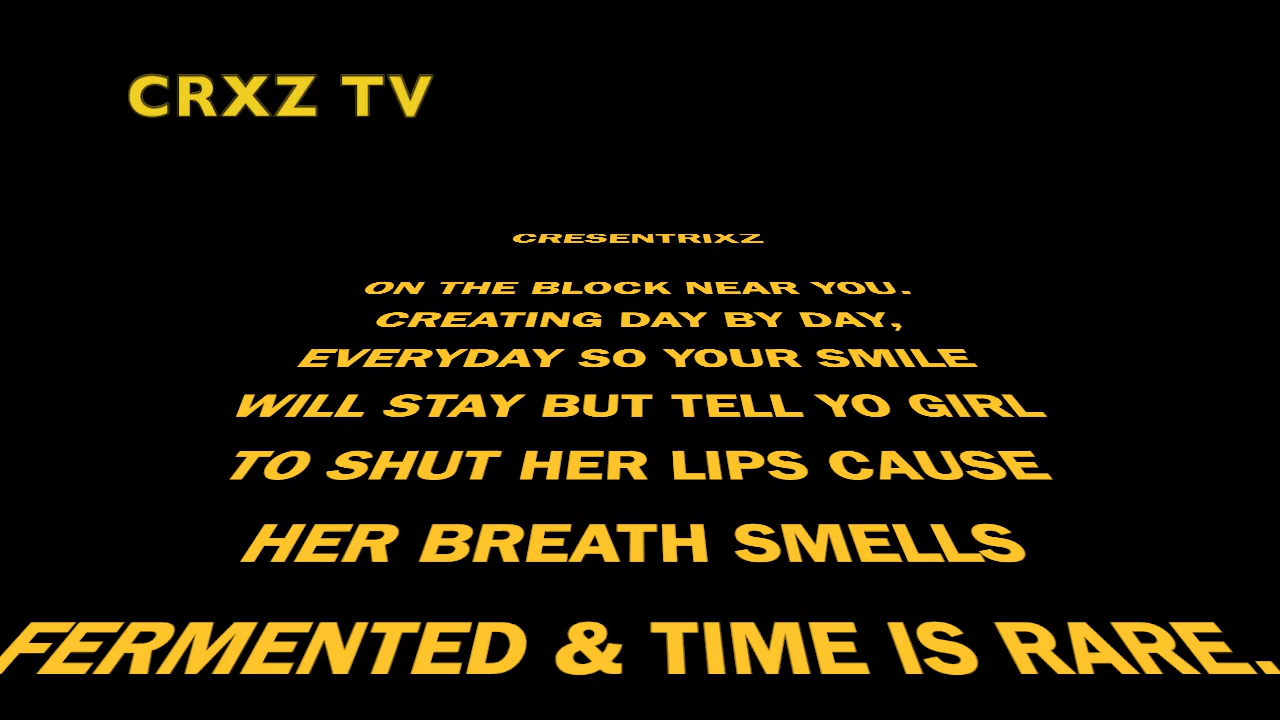 CRXZ TV
CRESENTRIXZ
ON THE BLOCK NEAR YOU.
CREATING DAY BY DAY,
EVERYDAY SO YOUR SMILE
WILL STAY BUT TELL YO GIRL
TO SHUT HER LIPS CAUSE
HER BREATH SMELLS
FERMENTED & TIME IS RARE.